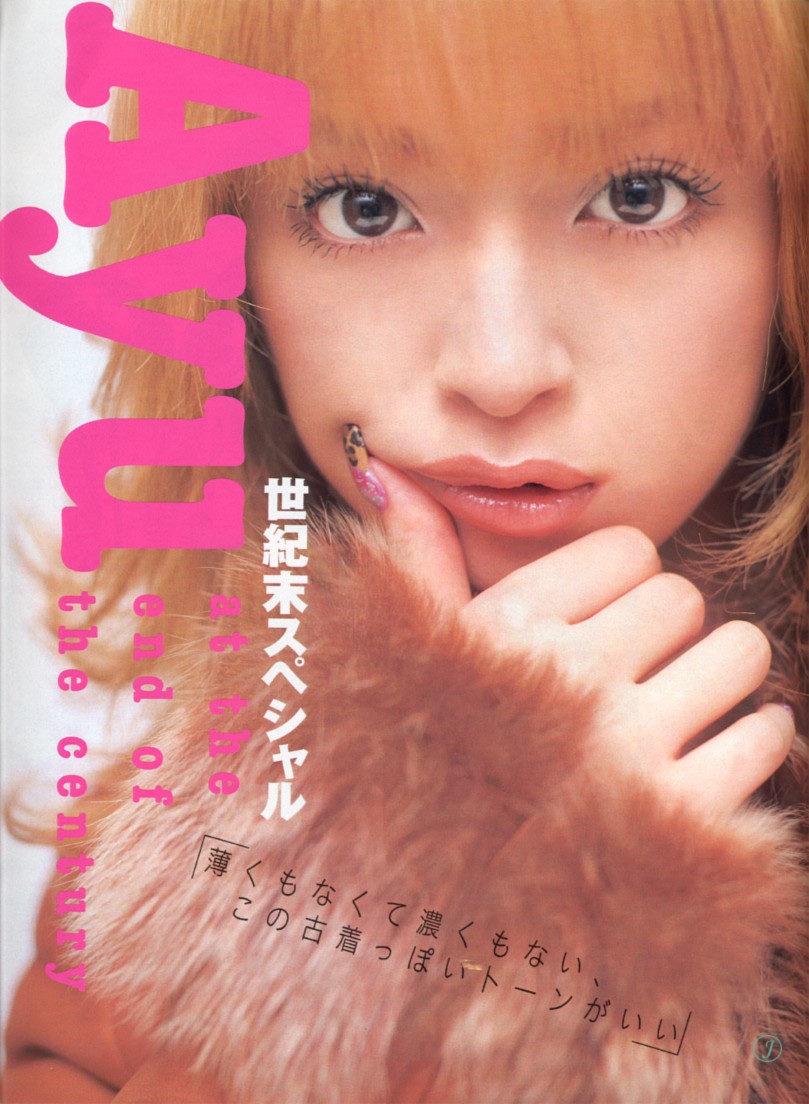 Ayu
at the
end of
the century
世紀末スペシャル
「薄くもなくて濃くもない、
この古着っぽいトーンがいい」